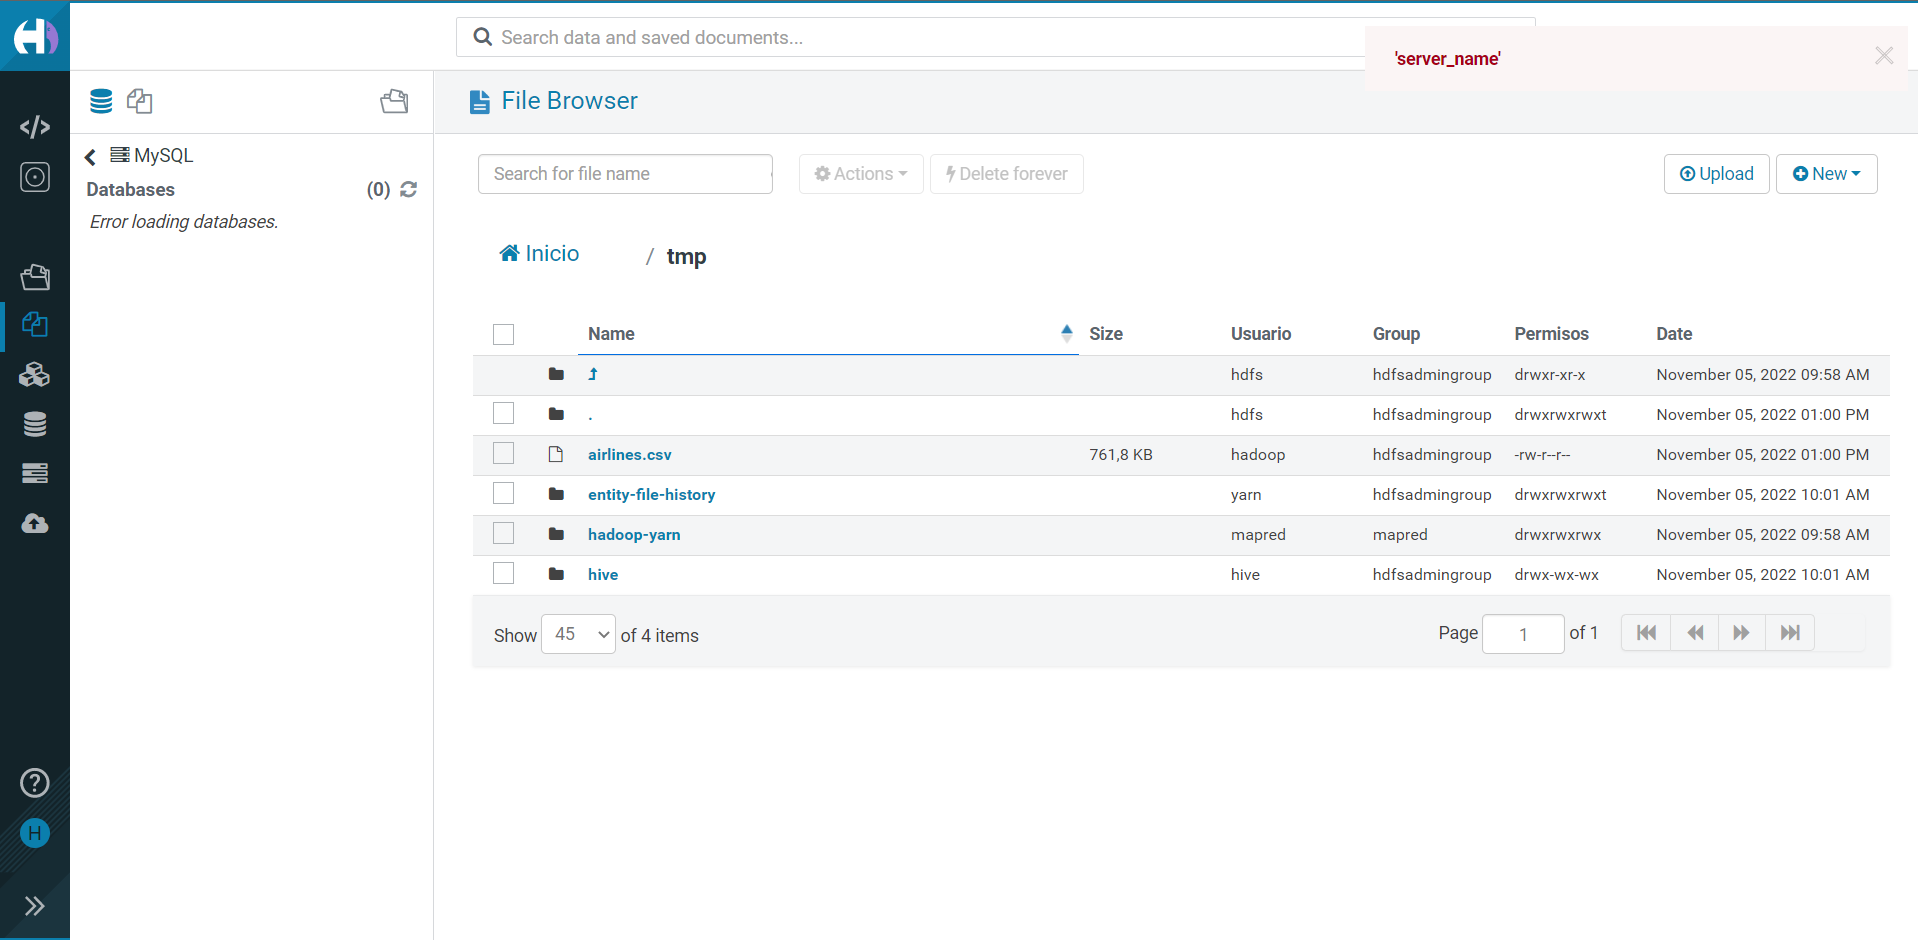 Search data and saved documents...
'server_name'
File Browser
MySQL
Databases (0)
Error loading databases.
Search for file name
Actions
Delete forever
Upload
New
Inicio / tmp
Name Size Usuario Group Permisos Date
hdfs hdfsadmingroup drwxr-xr-x November 05, 2022 09:58 AM
. hdfs hdfsadmingroup drwxrwxrwxt November 05, 2022 01:00 PM
airlines.csv 761,8 KB hadoop hdfsadmingroup -rw-r--r-- November 05, 2022 01:00 PM
entity-file-history yarn hdfsadmingroup drwxrwxrwxt November 05, 2022 10:01 AM
hadoop-yarn mapred mapred drwxrwxrwx November 05, 2022 09:58 AM
hive hive hdfsadmingroup drwx-wx-wx November 05, 2022 10:01 AM
Show 45 of 4 items
Page 1 of 1
H